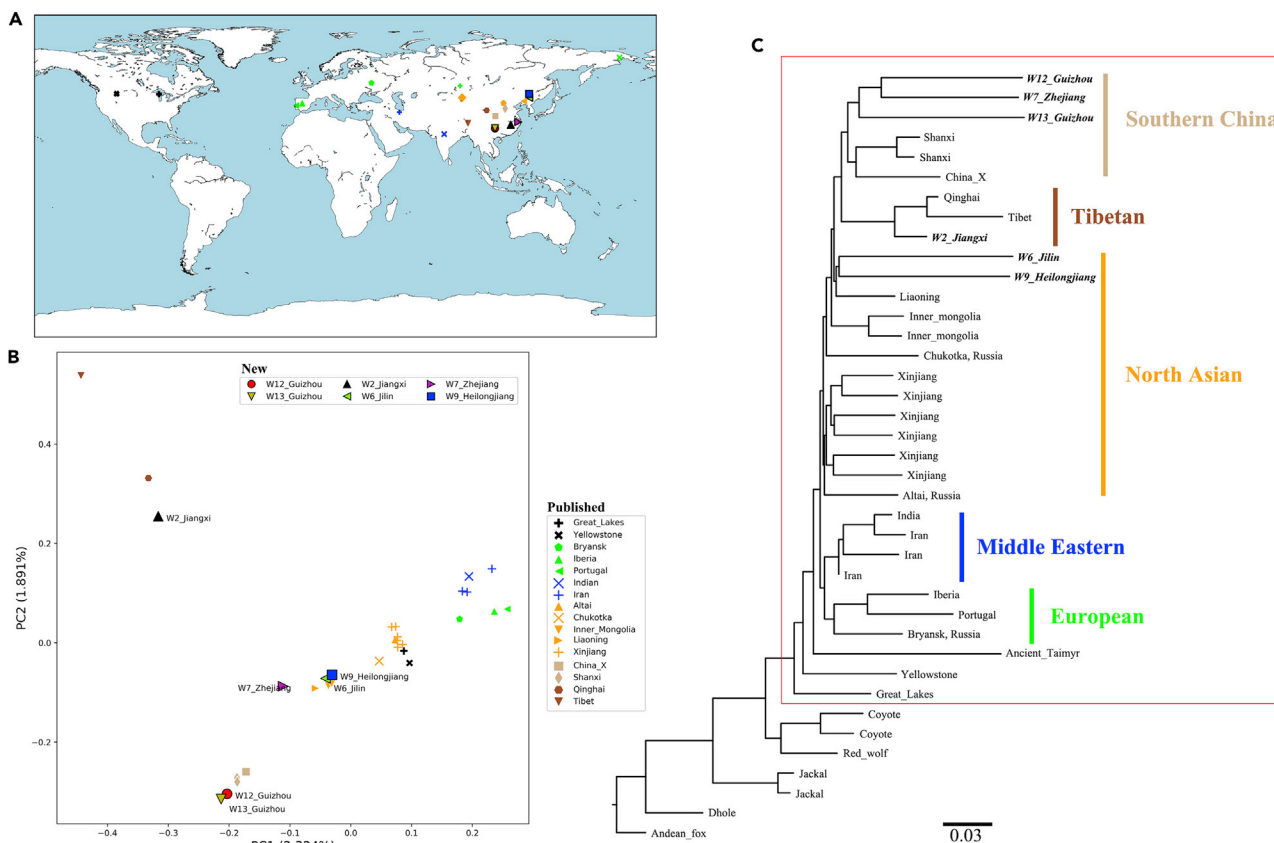 A
B
New
W12_Guizhou
W2_Jiangxi
W7_Zhejiang
W13_Guizhou
W6_Jilin
W9_Heilongjiang
0.4
0.2
0.0
−0.2
PC2 (1.891%)
W2_Jiangxi
W9_Heilongjiang
W7_Zhejiang
W6_Jilin
W12_Guizhou
W13_Guizhou
−0.4
−0.3
−0.2
−0.1
0.0
0.1
0.2
Published
Great_Lakes
Yellowstone
Bryansk
Iberia
Portugal
Indian
Iran
Altai
Chukotka
Inner_Mongolia
Liaoning
Xinjiang
China_X
Shanxi
Qinghai
Tibet
C
W12_Guizhou
W7_Zhejiang
W13_Guizhou
Shanxi
Shanxi
China_X
Southern China
Qinghai
Tibet
W2_Jiangxi
Tibetan
W6_Jilin
W9_Heilongjiang
Liaoning
Inner_mongolia
Inner_mongolia
Chukotka, Russia
Xinjiang
Xinjiang
Xinjiang
Xinjiang
Xinjiang
Xinjiang
Altai, Russia
North Asian
India
Iran
Iran
Iran
Middle Eastern
Iberia
Portugal
Bryansk, Russia
European
Ancient_Taimyr
Yellowstone
Great_Lakes
Coyote
Coyote
Red_wolf
Jackal
Jackal
Dhole
Andean_fox
0.03